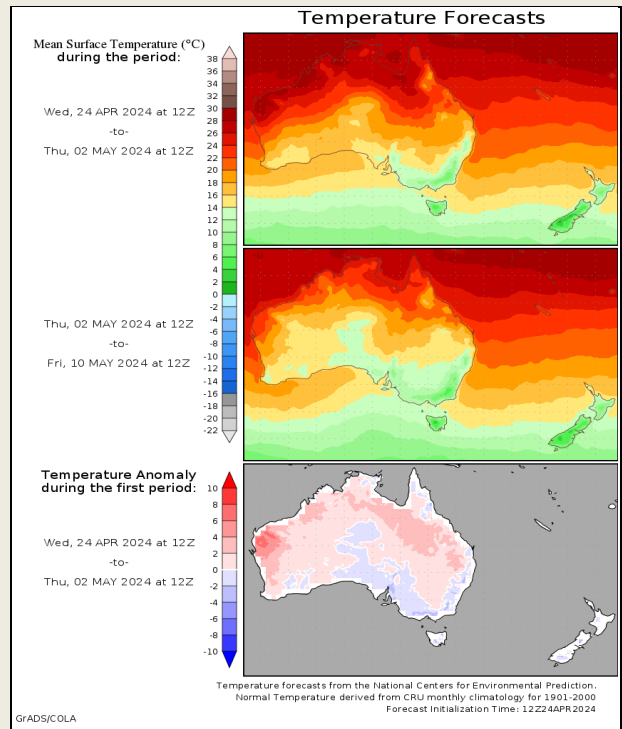 Temperature Forecasts
Mean Surface Temperature (°C)
during the period:
38
36
34
32
30
28
26
24
22
20
18
16
14
12
10
8
6
4
2
0
-2
-4
-6
-8
-10
-12
-14
-16
-18
-20
-22
Wed, 24 APR 2024 at 12Z
-to-
Thu, 02 MAY 2024 at 12Z
Thu, 02 MAY 2024 at 12Z
-to-
Fri, 10 MAY 2024 at 12Z
Temperature Anomaly
during the first period:
10
8
6
4
2
0
-2
-4
-6
-8
-10
Wed, 24 APR 2024 at 12Z
-to-
Thu, 02 MAY 2024 at 12Z
Temperature forecasts from the National Centers for Environmental Prediction.
Normal Temperature derived from CRU monthly climatology for 1901-2000
Forecast Initialization Time: 12Z24APR2024
GrADS/COLA